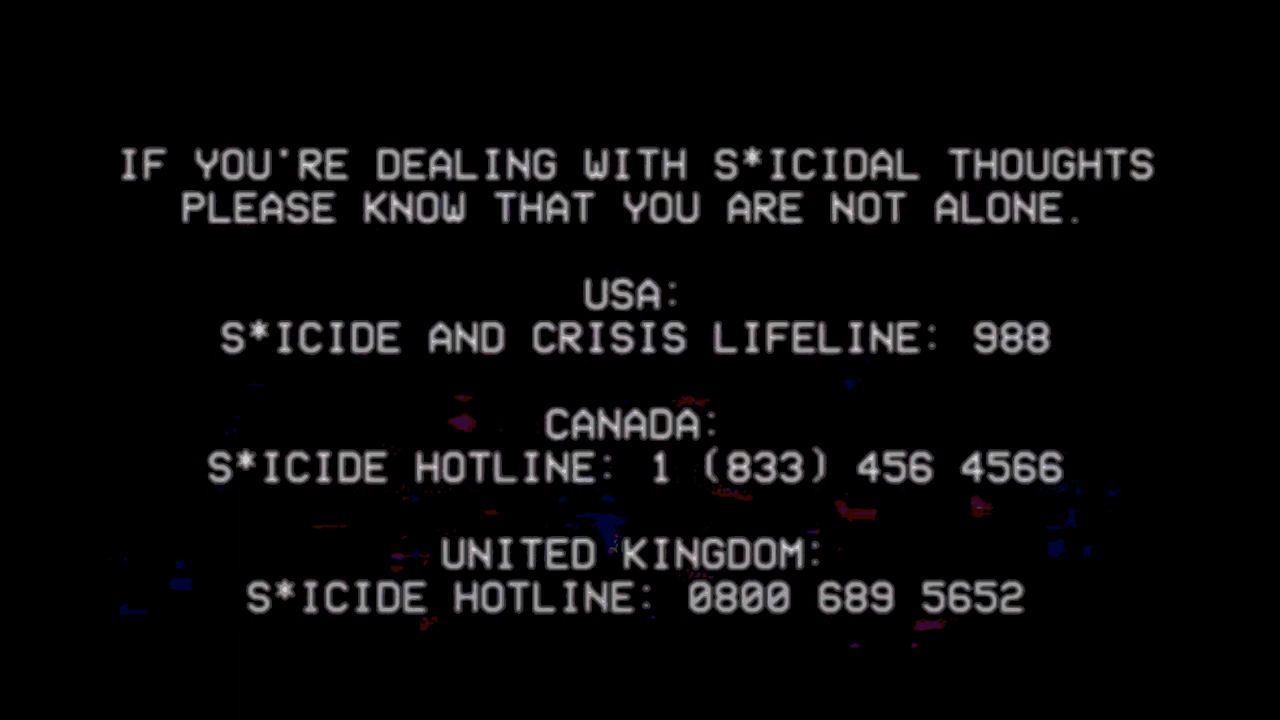 IF YOU'RE DEALING WITH S*ICIDAL THOUGHTS
PLEASE KNOW THAT YOU ARE NOT ALONE.
USA:
S*ICIDE AND CRISIS LIFELINE: 988
CANADA:
S*ICIDE HOTLINE: 1 (833) 456 4566
UNITED KINGDOM:
S*ICIDE HOTLINE: 0800 689 5652